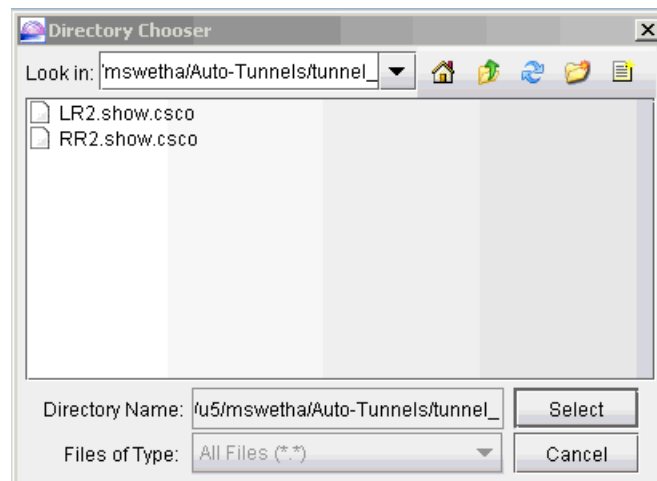 Directory Chooser
Look in: 'mswetha/Auto-Tunnels/tunnel_
LR2.show.csco
RR2.show.csco
Directory Name: /u5/mswetha/Auto-Tunnels/tunnel_ Select
Files of Type: All Files (*.*) Cancel